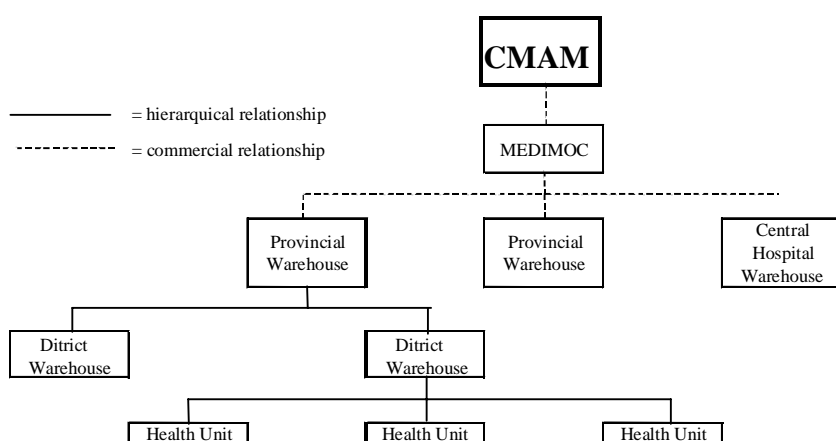 CMAM
= hierarquical relationship
= commercial relationship
MEDIMOC
Provincial
Warehouse
Provincial
Warehouse
Central
Hospital
Warehouse
Ditrict
Warehouse
Ditrict
Warehouse
Health Unit
Health Unit
Health Unit